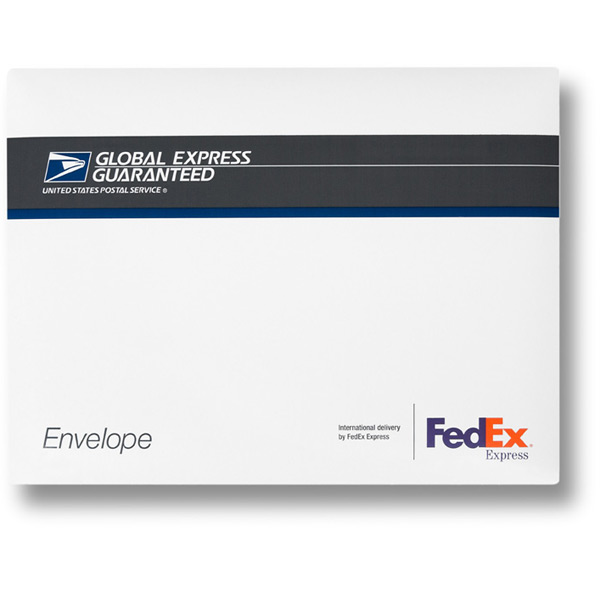 GLOBAL EXPRESS
GUARANTEED
UNITED STATES POSTAL SERVICE ®
Envelope
International delivery
by FedEx Express
FedEx®
Express